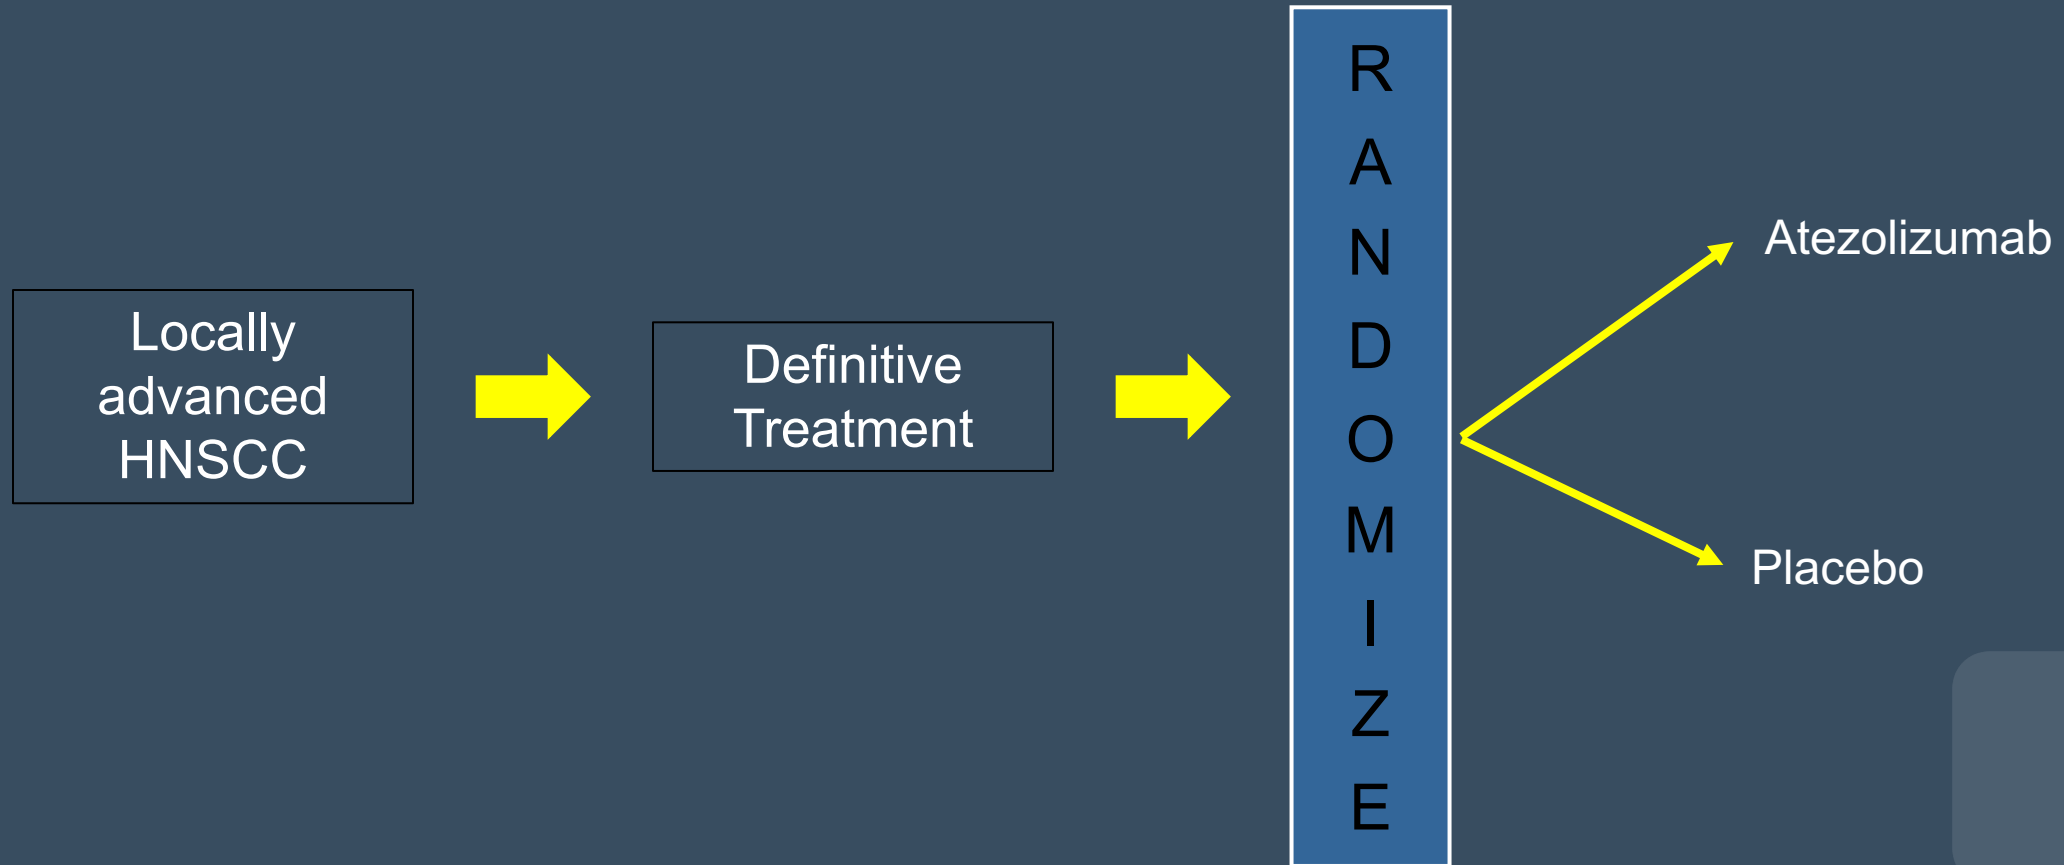 Locally
advanced
HNSCC
Definitive
Treatment
R
A
N
D
O
M
I
Z
E
Atezolizumab
Placebo